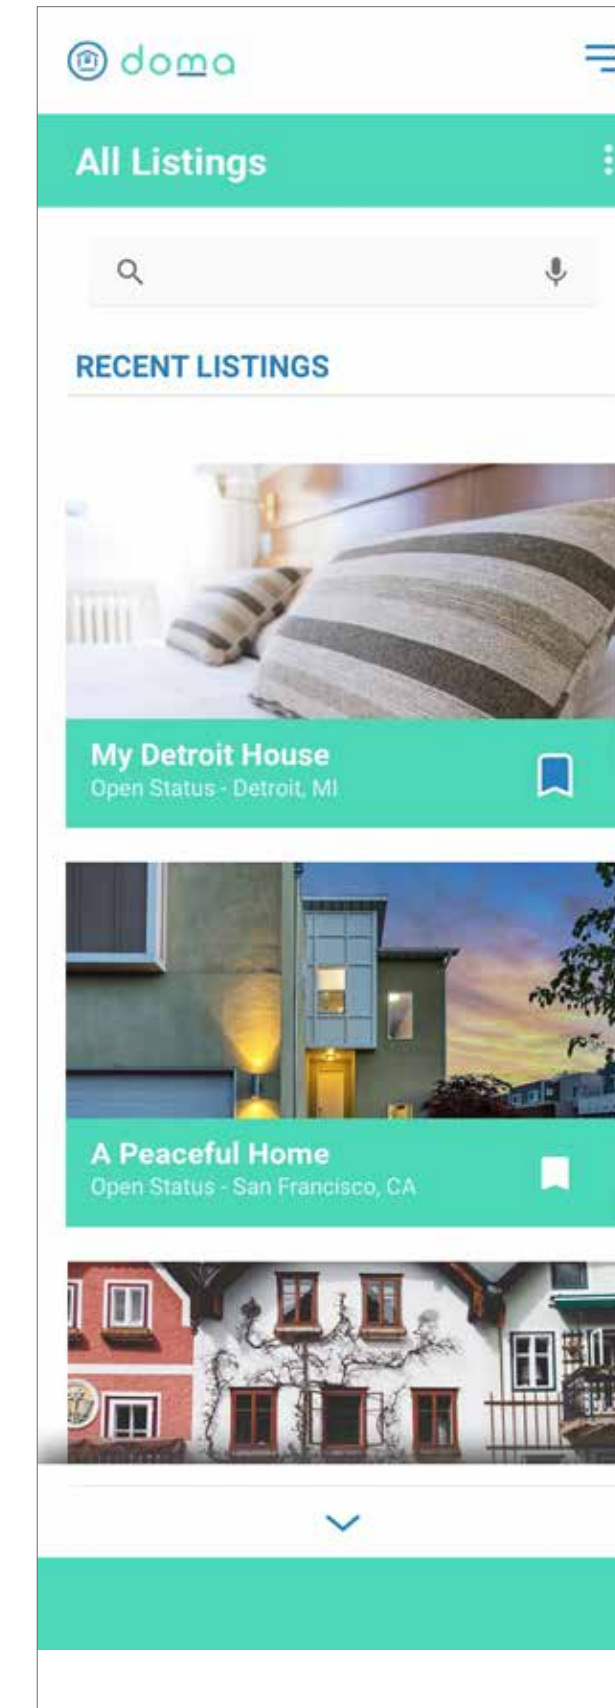 doma
All Listings
RECENT LISTINGS
My Detroit House
Open Status - Detroit, MI
A Peaceful Home
Open Status - San Francisco, CA